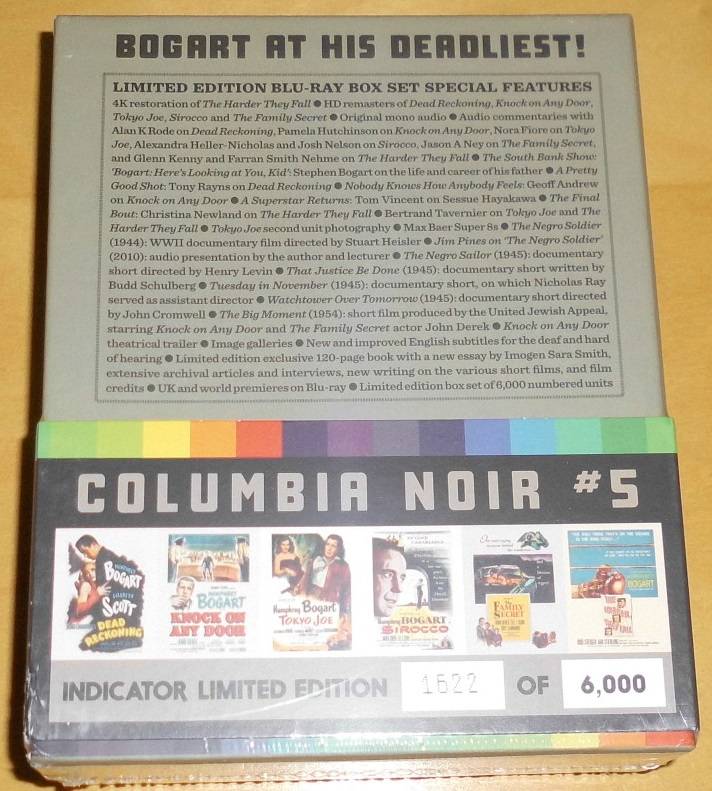 BOGART AT HIS DEADLIEST!
LIMITED EDITION BLU-RAY BOX SET SPECIAL FEATURES
4K restoration of The Harder They Fall ● HD remasters of Dead Reckoning, Knock on Any Door,
Tokyo Joe, Sirocco and The Family Secret ● Original mono audio ● Audio commentaries with
Alan K Rode on Dead Reckoning, Pamela Hutchinson on Knock on Any Door, Nora Fiore on Tokyo
Joe, Alexandra Heller-Nicholas and Josh Nelson on Sirocco, Jason A Ney on The Family Secret,
and Glenn Kenny and Farran Smith Nehme on The Harder They Fall ● The South Bank Show:
'Bogart: Here's Looking at You, Kid': Stephen Bogart on the life and career of his father ● A Pretty
Good Shot: Tony Rayns on Dead Reckoning ● Nobody Knows How Anybody Feels: Geoff Andrew
on Knock on Any Door ● A Superstar Returns: Tom Vincent on Sessue Hayakawa ● The Final
Bout: Christina Newland on The Harder They Fall ● Bertrand Tavernier on Tokyo Joe and The
Harder They Fall ● Tokyo Joe second unit photography ● Max Baer Super 8s ● The Negro Soldier
(1944): WWII documentary film directed by Stuart Heisler ● Jim Pines on 'The Negro Soldier'
(2010): audio presentation by the author and lecturer ● The Negro Sailor (1945): documentary
short directed by Henry Levin ● That Justice Be Done (1945): documentary short written by
Budd Schulberg ● Tuesday in November (1945): documentary short, on which Nicholas Ray
served as assistant director ● Watchtower Over Tomorrow (1945): documentary short directed
by John Cromwell ● The Big Moment (1954): short film produced by the United Jewish Appeal,
starring Knock on Any Door and The Family Secret actor John Derek ● Knock on Any Door
theatrical trailer ● Image galleries ● New and improved English subtitles for the deaf and hard
of hearing ● Limited edition exclusive 120-page book with a new essay by Imogen Sara Smith,
extensive archival articles and interviews, new writing on the various short films, and film
credits ● UK and world premieres on Blu-ray ● Limited edition box set of 6,000 numbered units
COLUMBIA NOIR #5
HUMPHREY
BOGART
LIZABETH
SCOTT
DEAD
RECKONING
HUMPHREY
BOGART
KNOCK ON
ANY DOOR
Humphrey Bogart
TOKYO JOE
Humphrey BOGART
SIROCCO
The
FAMILY
SECRET
BOGART
INDICATOR LIMITED EDITION 1622 OF 6,000